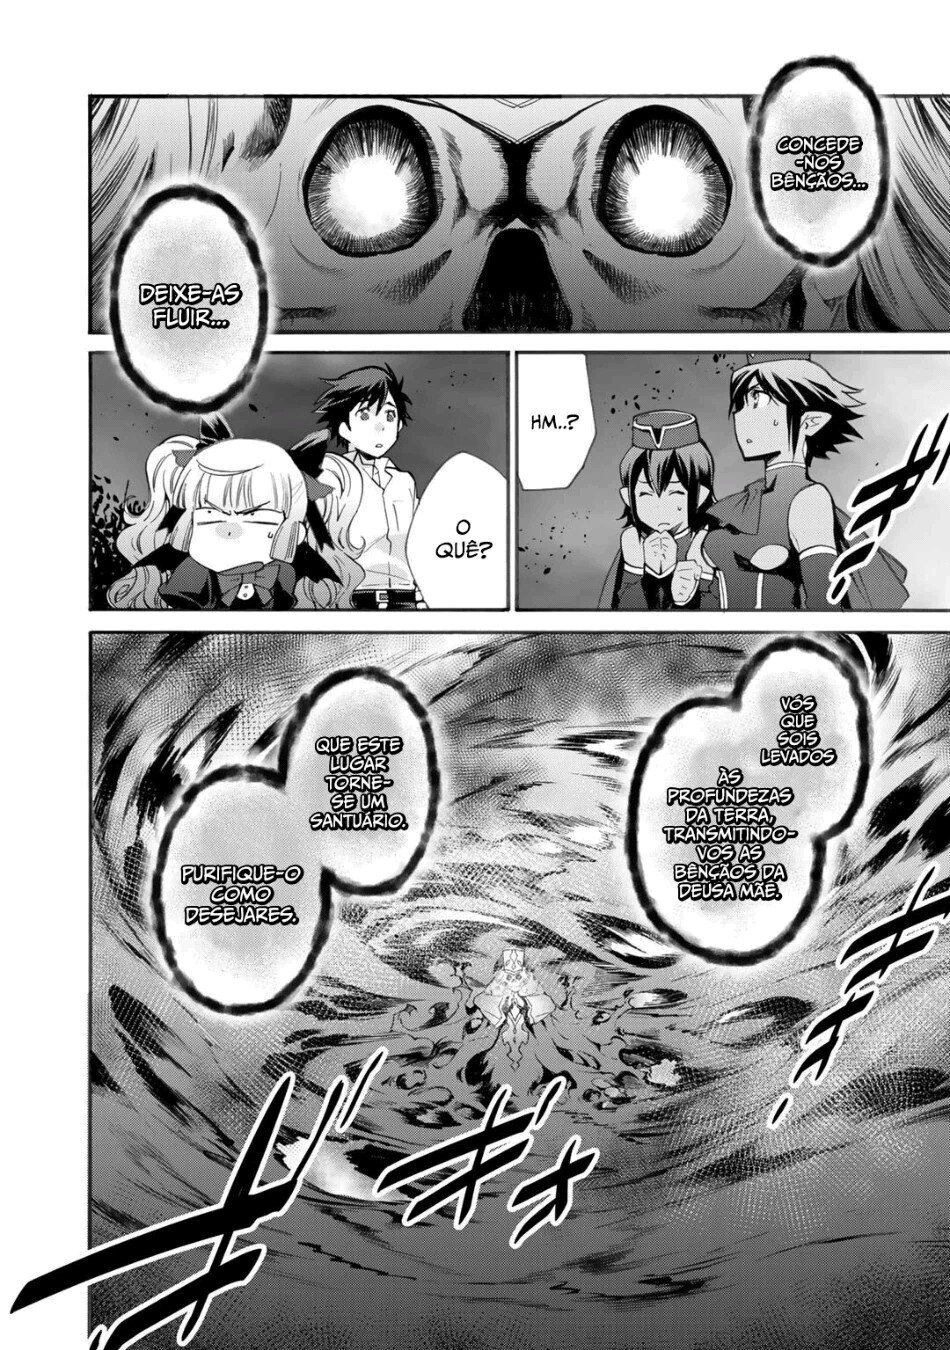 CONCEDE
-NOS
BÊNÇÃOS...
DEIXE-AS
FLUIR...
HM..?
O
QUÊ?
VÓS
QUE
SOIS
LEVADOS
ÀS
PROFUNDEZAS
DA TERRA,
TRANSMITINDO-
VOS AS
BÊNÇÃOS DA
DEUSA MÃE.
QUE ESTE
LUGAR
TORNE-
SE UM
SANTUÁRIO.
PURIFIQUE-O
COMO
DESEJARES.